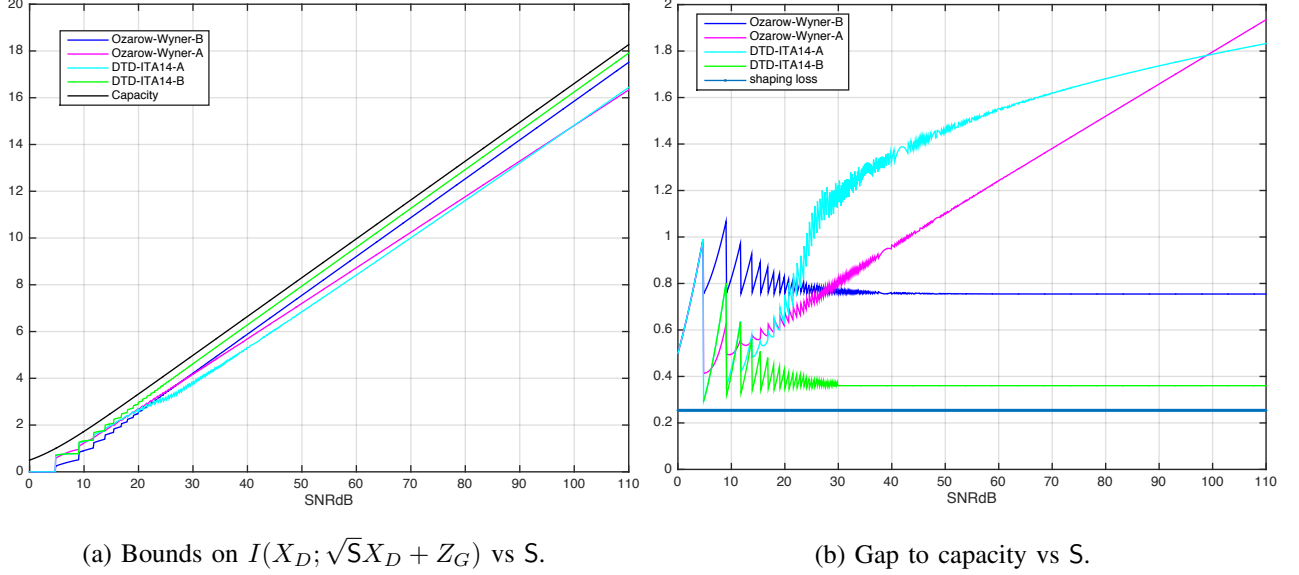 20
18
16
14
12
10
8
6
4
2
0
Ozarow-Wyner-B
Ozarow-Wyner-A
DTD-ITA14-A
DTD-ITA14-B
Capacity
0 10 20 30 40 50 60 70 80 90 100 110
SNRdB
(a) Bounds on I(X_D; √S X_D + Z_G) vs S.
2
1.8
1.6
1.4
1.2
1
0.8
0.6
0.4
0.2
0
Ozarow-Wyner-B
Ozarow-Wyner-A
DTD-ITA14-A
DTD-ITA14-B
shaping loss
0 10 20 30 40 50 60 70 80 90 100 110
SNRdB
(b) Gap to capacity vs S.